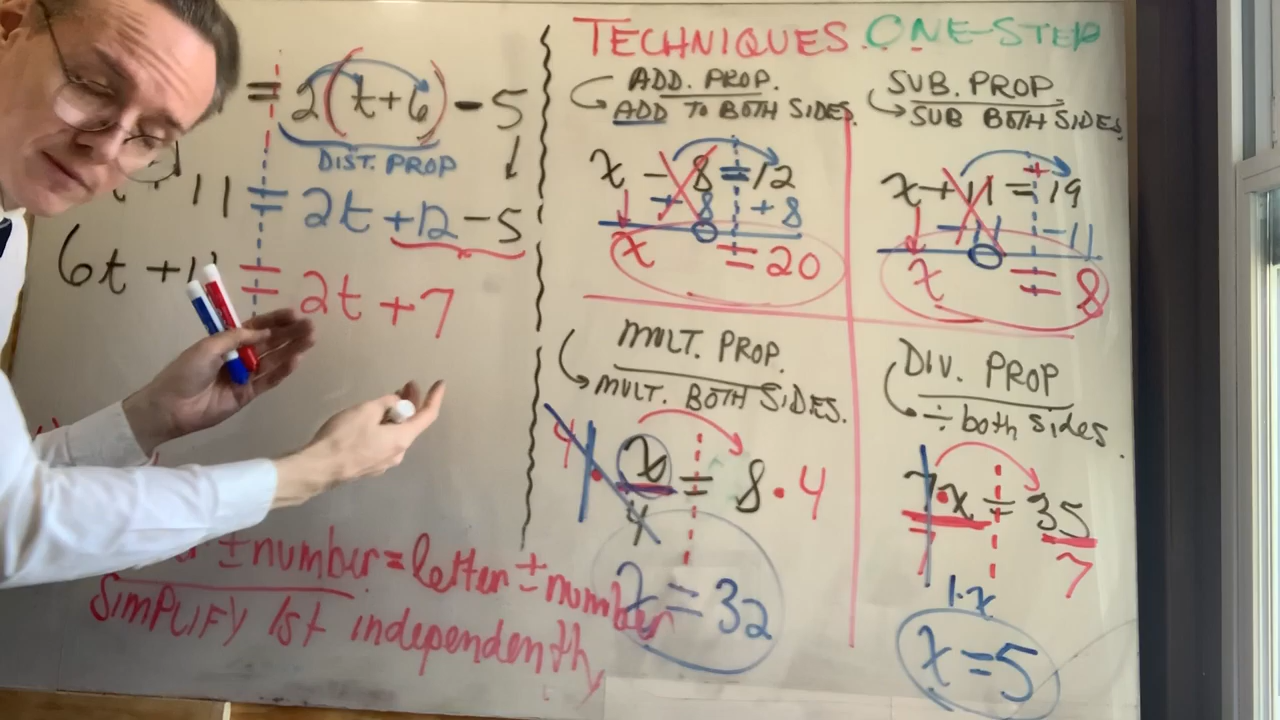 = 2(t+6) - 5
DIST. PROP
11 = 2t +12 -5
6t +11 = 2t +7
±number=letter ±number
SIMPLIFY 1st independently
TECHNIQUES. ONE-STEP
ADD. PROP.
ADD TO BOTH SIDES.
x - 8 = 12
+ 8 + 8
x = 20
SUB. PROP
SUB BOTH SIDES.
x + 11 = 19
- 11 - 11
x = 8
MULT. PROP.
MULT. BOTH SIDES.
4 · x = 8 · 4
4
x = 32
DIV. PROP
÷ both sides.
7·x = 35
7 7
1·x
x = 5